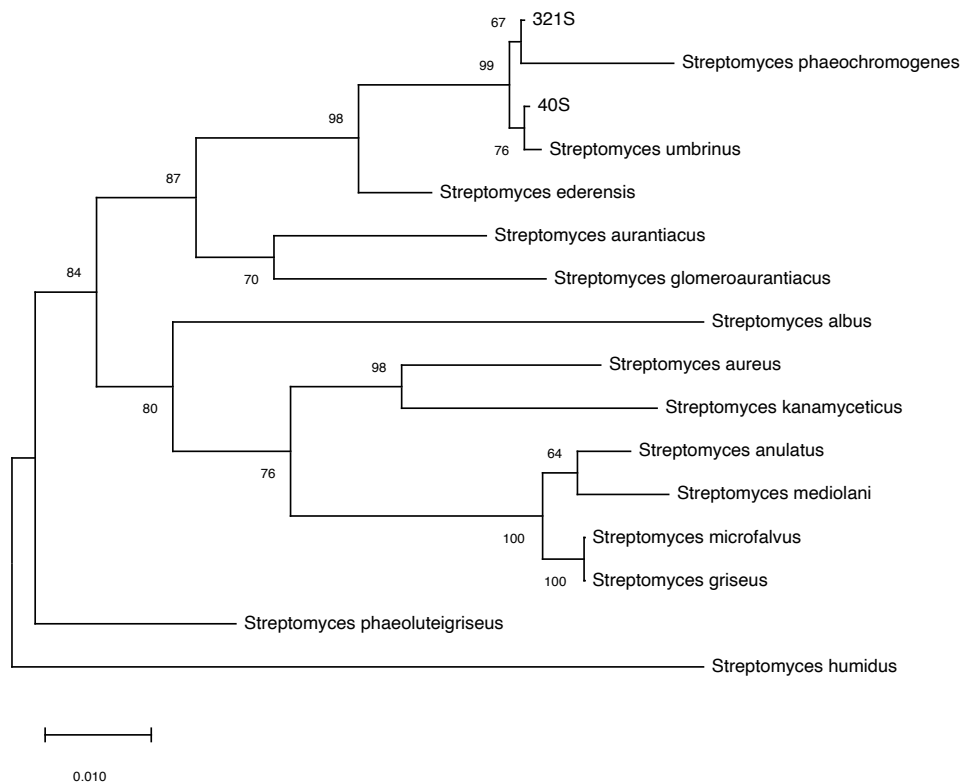 67
321S
Streptomyces phaeochromogenes
99
40S
98
76
Streptomyces umbrinus
87
Streptomyces ederensis
Streptomyces aurantiacus
84
70
Streptomyces glomeroaurantiacus
Streptomyces albus
98
Streptomyces aureus
80
Streptomyces kanamyceticus
64
Streptomyces anulatus
76
Streptomyces mediolani
100
Streptomyces microfalvus
100
Streptomyces griseus
Streptomyces phaeoluteigriseus
Streptomyces humidus
0.010